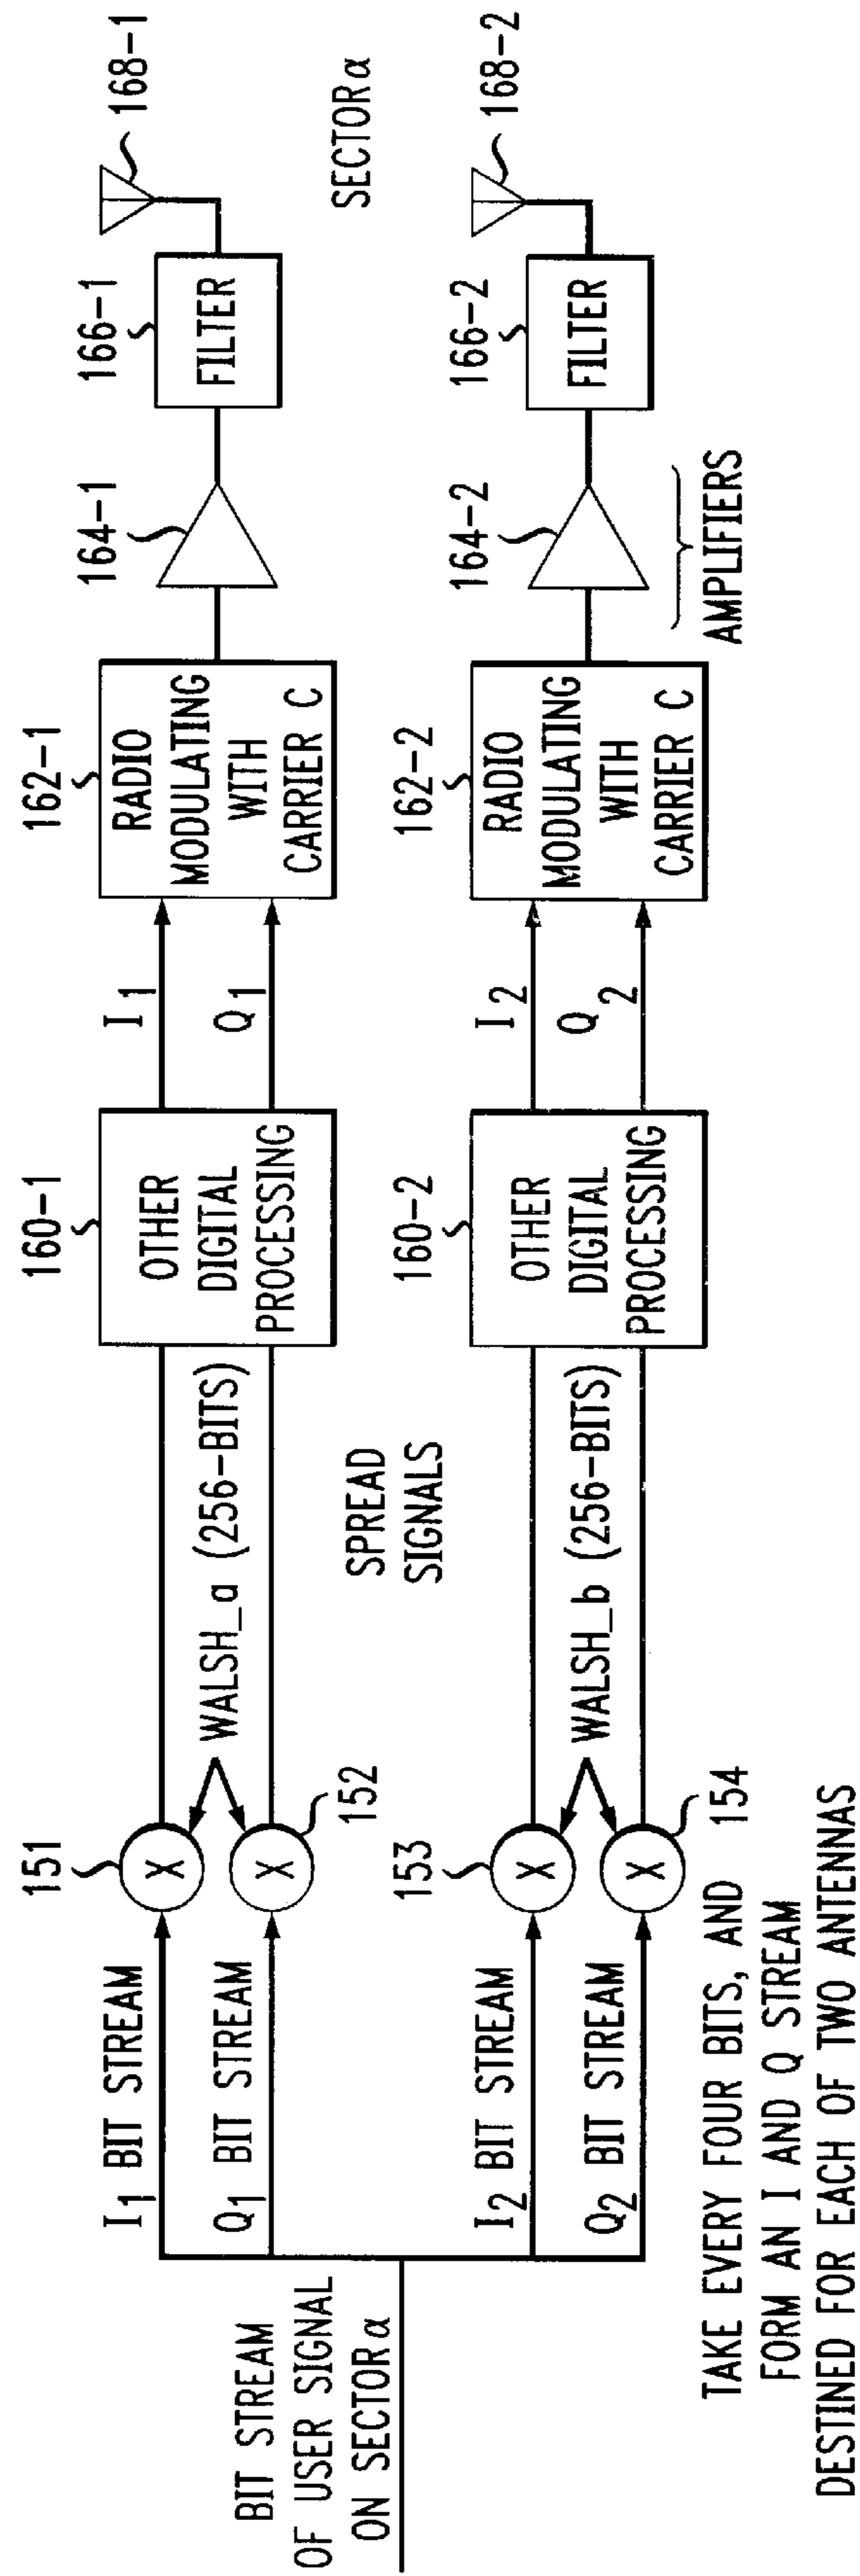 BIT STREAM
OF USER SIGNAL
ON SECTOR α
I1 BIT STREAM
Q1 BIT STREAM
I2 BIT STREAM
Q2 BIT STREAM
TAKE EVERY FOUR BITS, AND
FORM AN I AND Q STREAM
DESTINED FOR EACH OF TWO ANTENNAS
151
X
X
152
153
X
X
154
WALSH_a (256-BITS)
SPREAD
SIGNALS
WALSH_b (256-BITS)
160-1
OTHER
DIGITAL
PROCESSING
160-2
OTHER
DIGITAL
PROCESSING
I1
Q1
I2
Q2
162-1
RADIO
MODULATING
WITH
CARRIER C
162-2
RADIO
MODULATING
WITH
CARRIER C
164-1
164-2
AMPLIFIERS
166-1
FILTER
166-2
FILTER
168-1
SECTOR α
168-2